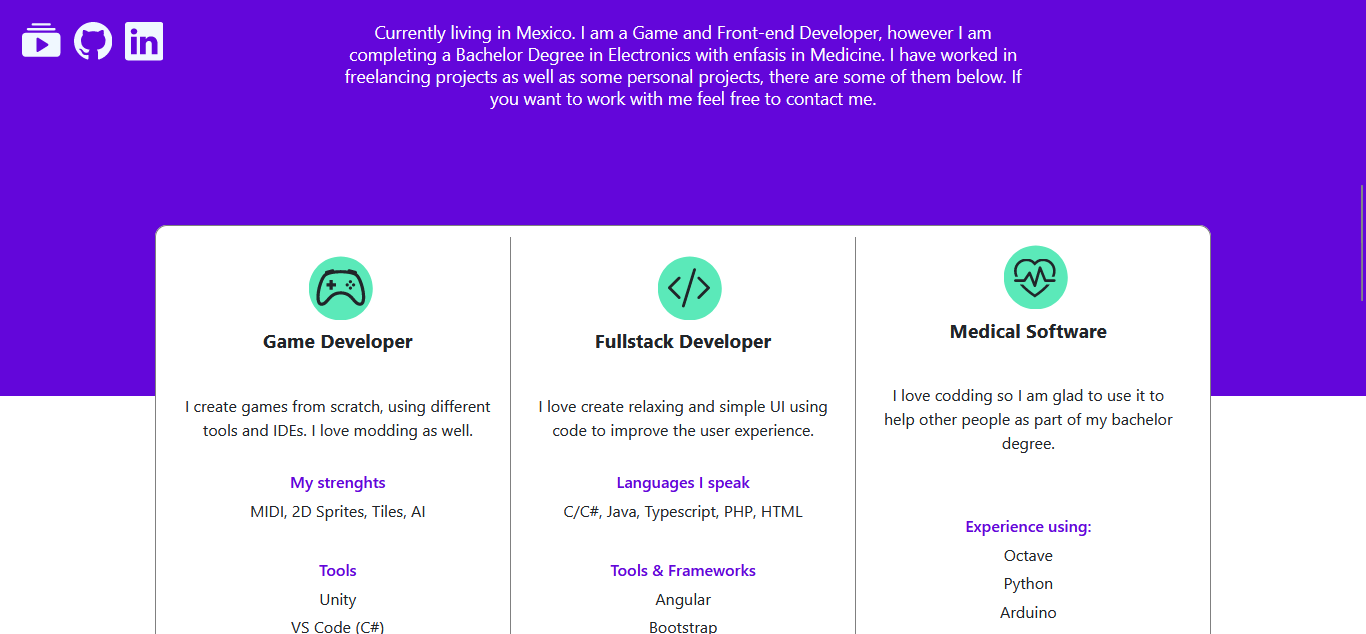 Currently living in Mexico. I am a Game and Front-end Developer, however I am
completing a Bachelor Degree in Electronics with enfasis in Medicine. I have worked in
freelancing projects as well as some personal projects, there are some of them below. If
you want to work with me feel free to contact me.
Game Developer
I create games from scratch, using different
tools and IDEs. I love modding as well.
My strenghts
MIDI, 2D Sprites, Tiles, AI
Tools
Unity
VS Code (C#)
Fullstack Developer
I love create relaxing and simple UI using
code to improve the user experience.
Languages I speak
C/C#, Java, Typescript, PHP, HTML
Tools & Frameworks
Angular
Bootstrap
Medical Software
I love codding so I am glad to use it to
help other people as part of my bachelor
degree.
Experience using:
Octave
Python
Arduino